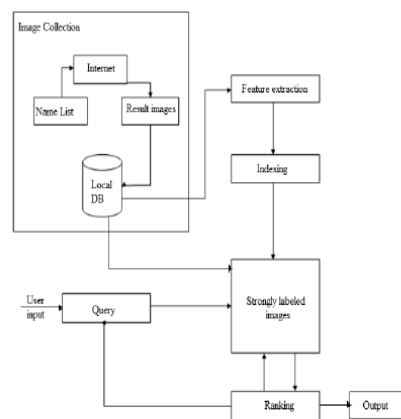 Image Collection
Internet
Name List
Result images
Feature extraction
Local
DB
Indexing
Strongly labeled
images
User
input
Query
Ranking
Output